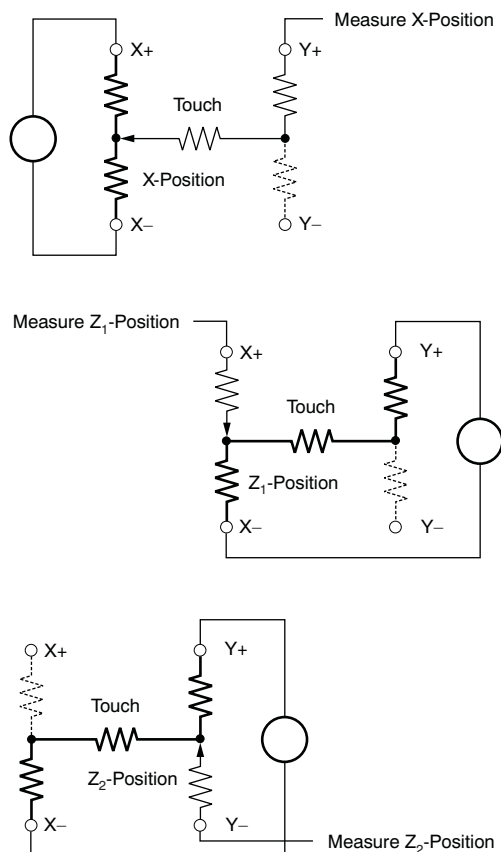 Measure X-Position
X+
Y+
Touch
X-Position
X–
Y–
Measure Z₁-Position
X+
Y+
Touch
Z₁-Position
X–
Y–
X+
Y+
Touch
Z₂-Position
X–
Y–
Measure Z₂-Position